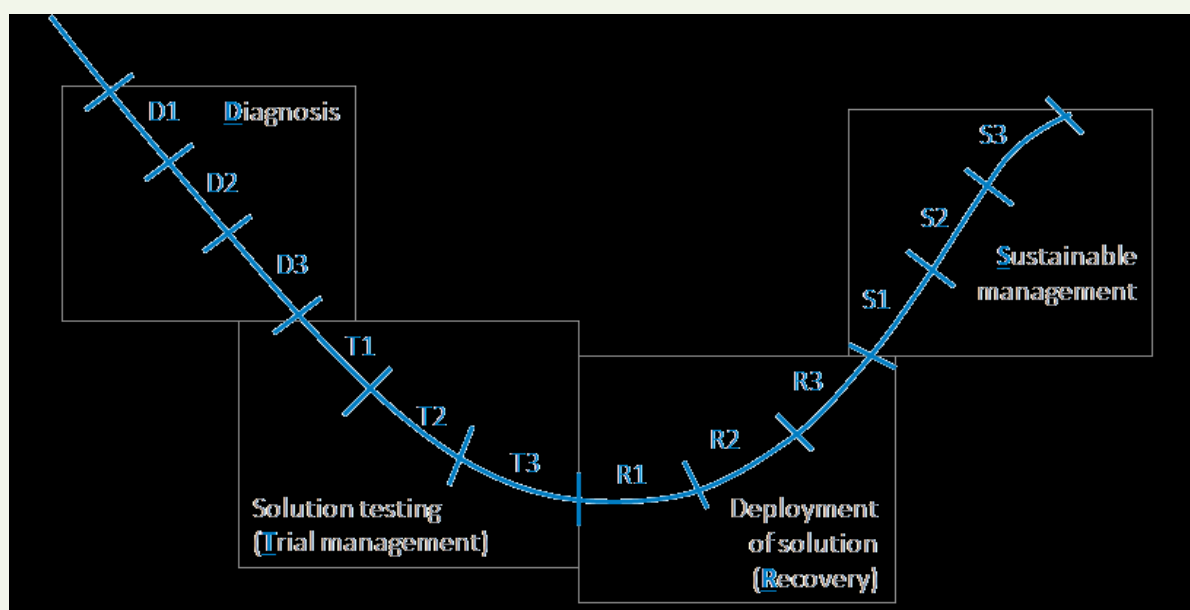 D1
Diagnosis
D2
D3
T1
T2
T3
Solution testing
(Trial management)
R1
R2
R3
Deployment
of solution
(Recovery)
S1
S2
S3
Sustainable
management